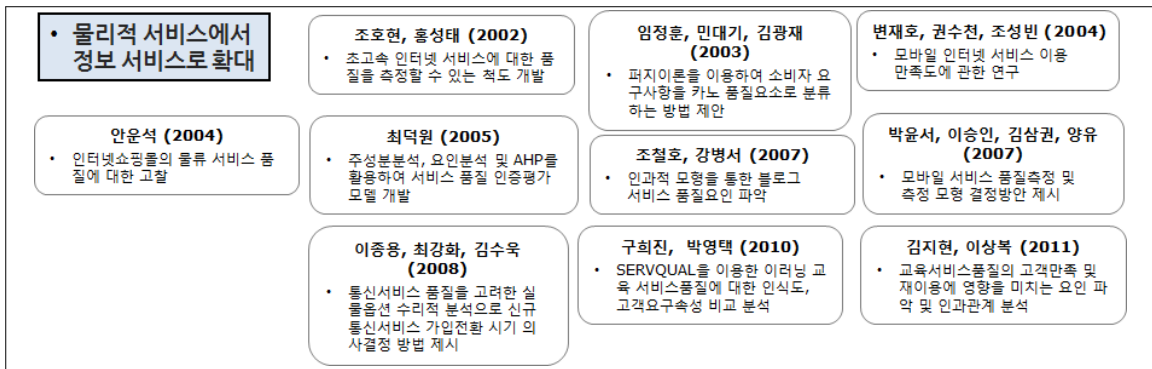 • 물리적 서비스에서
정보 서비스로 확대
조호현, 홍성태 (2002)
• 초고속 인터넷 서비스에 대한 품
질을 측정할 수 있는 척도 개발
임정훈, 민대기, 김광재
(2003)
• 퍼지이론을 이용하여 소비자 요
구사항을 카노 품질요소로 분류
하는 방법 제안
변재호, 권수천, 조성빈 (2004)
• 모바일 인터넷 서비스 이용
만족도에 관한 연구
안운석 (2004)
• 인터넷쇼핑몰의 물류 서비스 품
질에 대한 고찰
최덕원 (2005)
• 주성분분석, 요인분석 및 AHP를
활용하여 서비스 품질 인증평가
모델 개발
조철호, 강병서 (2007)
• 인과적 모형을 통한 블로그
서비스 품질요인 파악
박윤서, 이승인, 김삼권, 양유
(2007)
• 모바일 서비스 품질측정 및
측정 모형 결정방안 제시
이종용, 최강화, 김수욱
(2008)
• 통신서비스 품질을 고려한 실
물옵션 수리적 분석으로 신규
통신서비스 가입전환 시기 의
사결정 방법 제시
구희진, 박영택 (2010)
• SERVQUAL을 이용한 이러닝 교
육 서비스품질에 대한 인식도,
고객요구속성 비교 분석
김지현, 이상복 (2011)
• 교육서비스품질의 고객만족 및
재이용에 영향을 미치는 요인 파
악 및 인과관계 분석